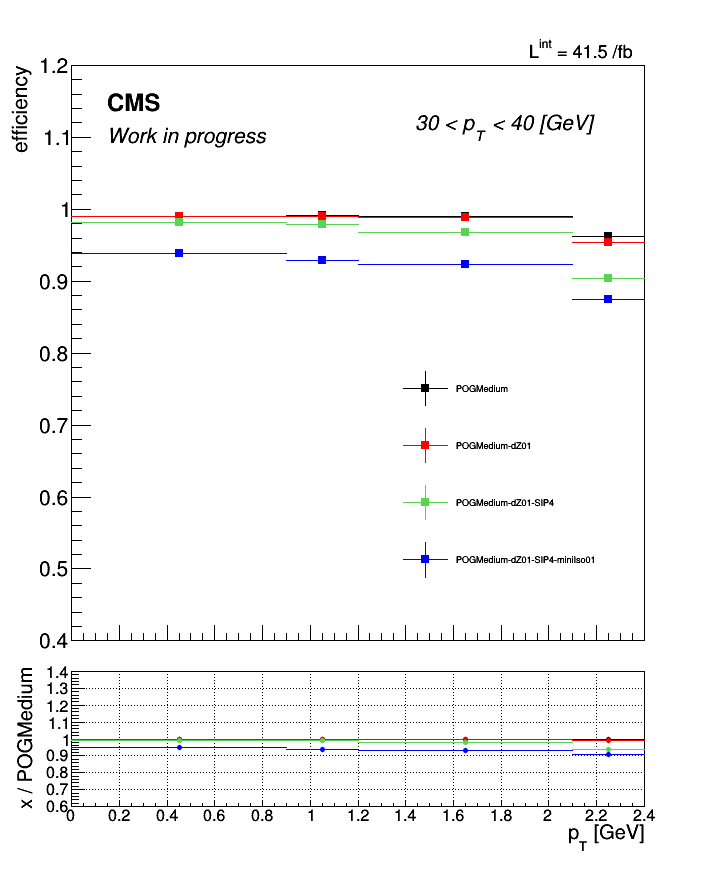 L^int = 41.5 /fb
efficiency
1.2
CMS
Work in progress
30 < p_T < 40 [GeV]
1.1
1
0.9
0.8
0.7
0.6
0.5
0.4
POGMedium
POGMedium-dZ01
POGMedium-dZ01-SIP4
POGMedium-dZ01-SIP4-miniIso01
x / POGMedium
1.4
1.3
1.2
1.1
1
0.9
0.8
0.7
0.6
0 0.2 0.4 0.6 0.8 1 1.2 1.4 1.6 1.8 2 2.2 2.4
p_T [GeV]